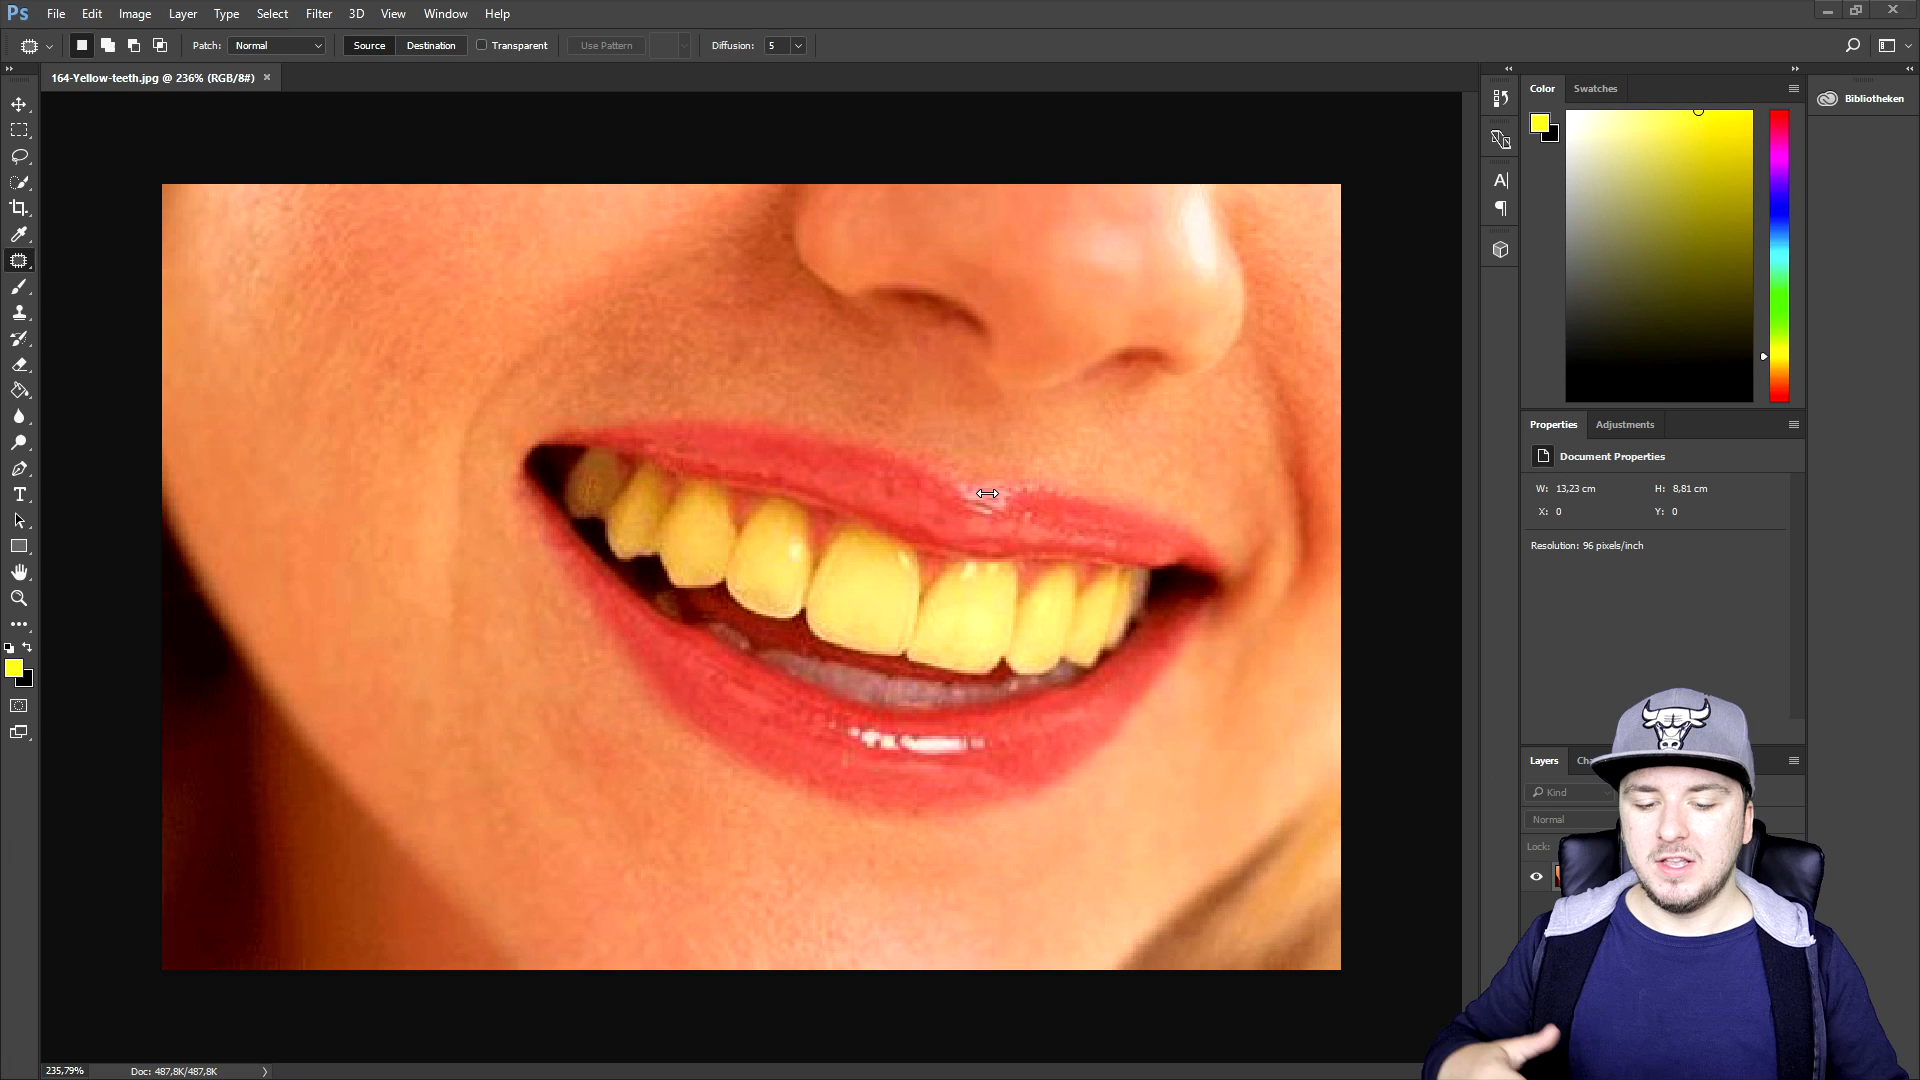 Ps File Edit Image Layer Type Select Filter 3D View Window Help
Patch: Normal Source Destination Transparent Use Pattern Diffusion: 5
164-Yellow-teeth.jpg @ 236% (RGB/8#) ×
Color Swatches
Bibliotheken
Properties Adjustments
Document Properties
W: 13,23 cm H: 8,81 cm
X: 0 Y: 0
Resolution: 96 pixels/inch
Layers
Kind
Normal
Lock:
235,79% Doc: 487,8K/487,8K